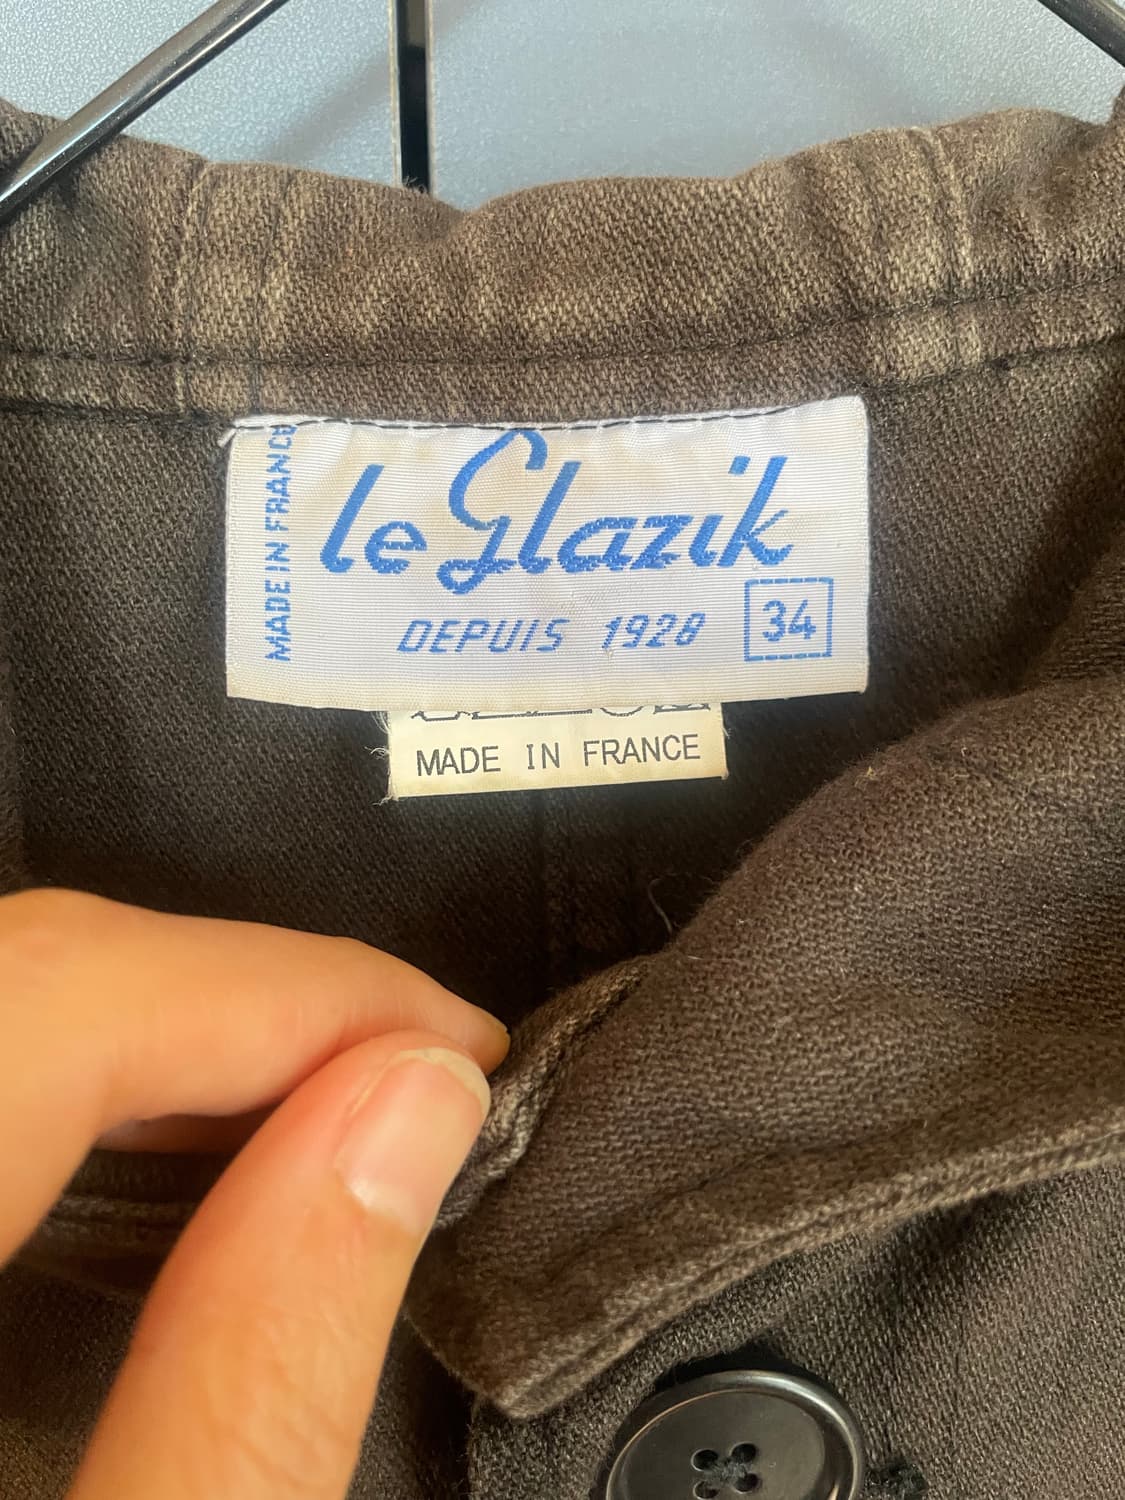 MADE IN FRANCE
le Glazik
DEPUIS 1928
34
MADE IN FRANCE